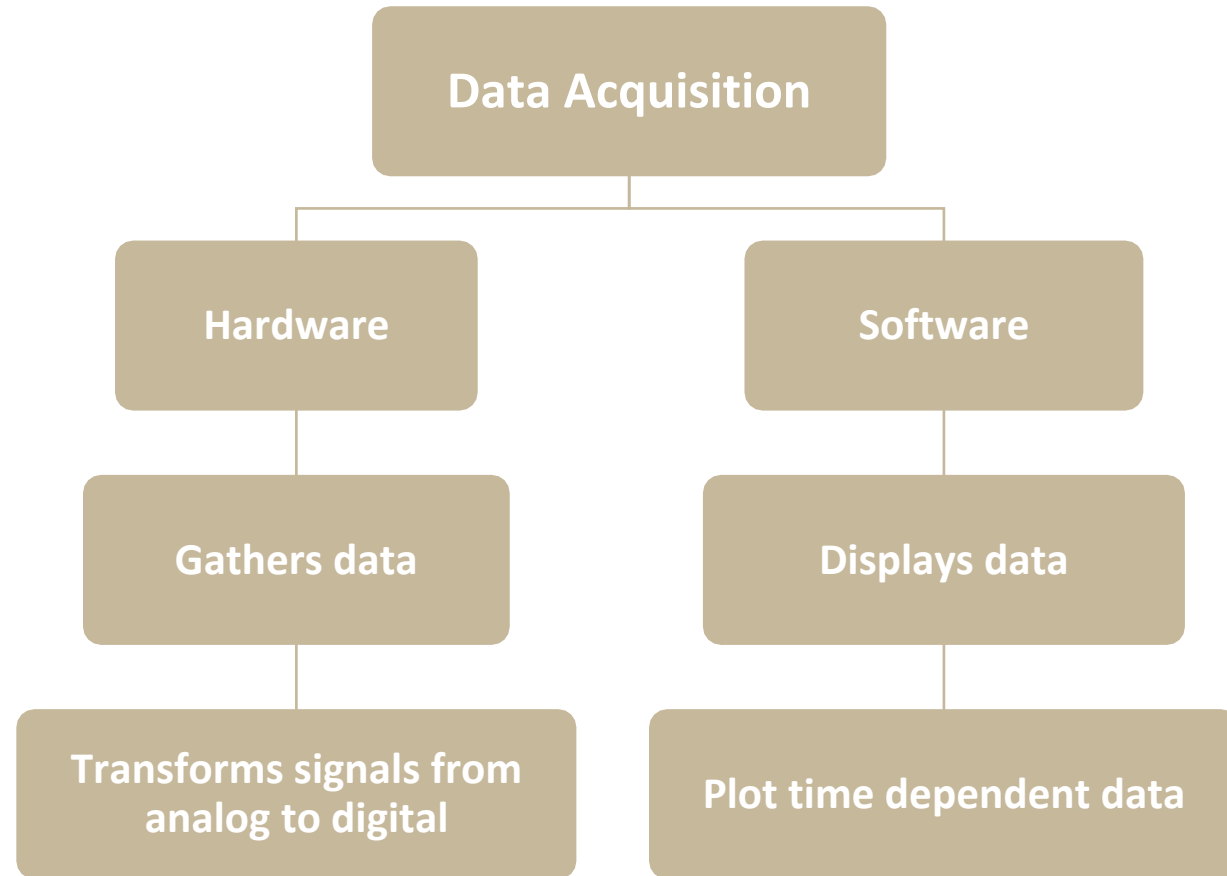 Data Acquisition
Hardware
Software
Gathers data
Displays data
Transforms signals from
analog to digital
Plot time dependent data